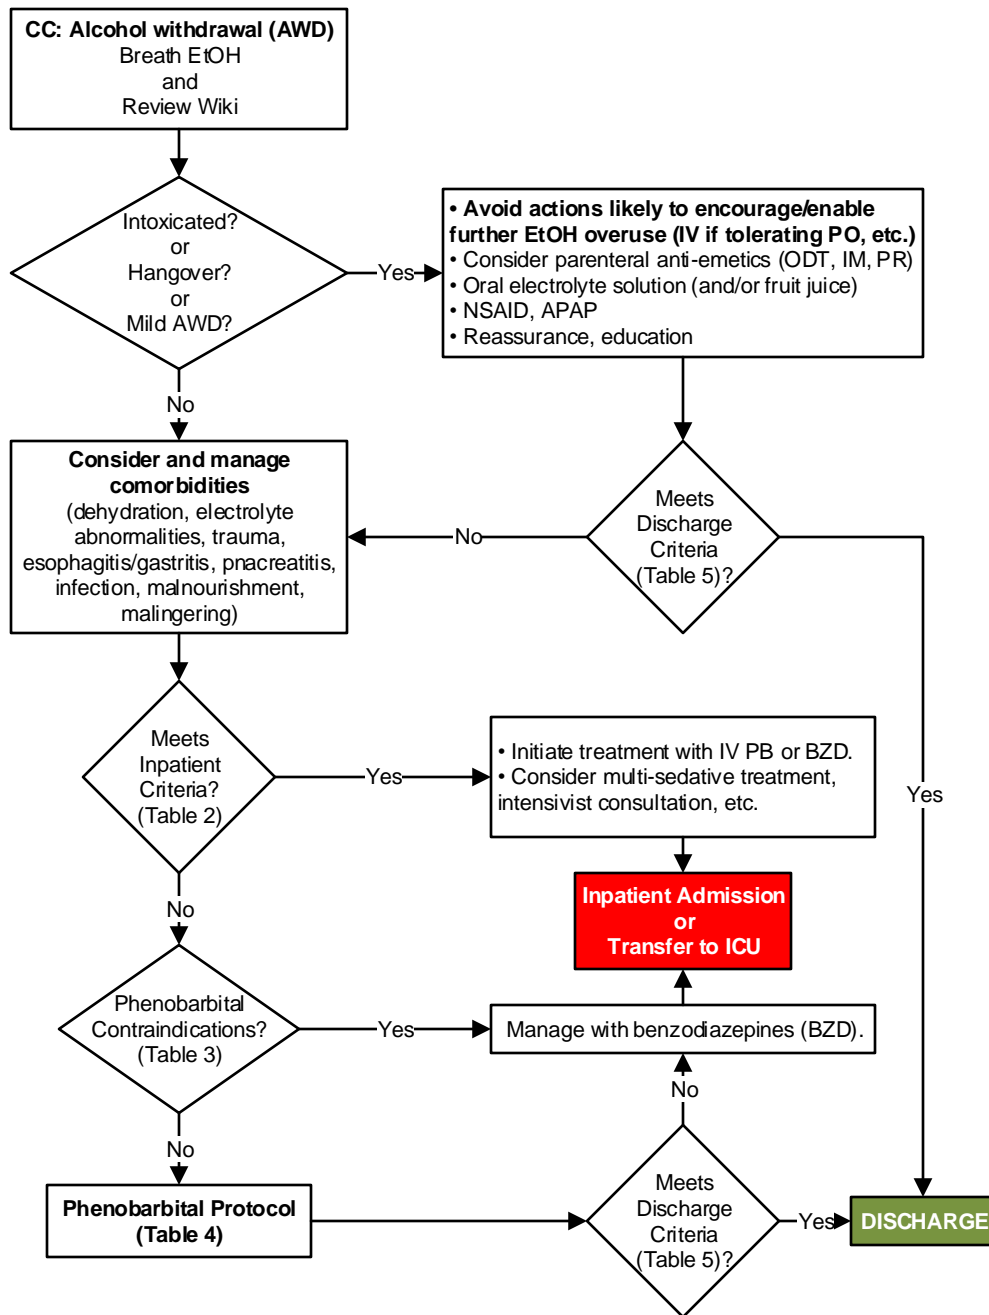 CC: Alcohol withdrawal (AWD)
Breath EtOH
and
Review Wiki
Intoxicated?
or
Hangover?
or
Mild AWD?
Yes
• Avoid actions likely to encourage/enable
further EtOH overuse (IV if tolerating PO, etc.)
• Consider parenteral anti-emetics (ODT, IM, PR)
• Oral electrolyte solution (and/or fruit juice)
• NSAID, APAP
• Reassurance, education
No
Consider and manage
comorbidities
(dehydration, electrolyte
abnormalities, trauma,
esophagitis/gastritis, pnacreatitis,
infection, malnourishment,
malingering)
No
Meets
Discharge
Criteria
(Table 5)?
Yes
Meets
Inpatient
Criteria?
(Table 2)
Yes
• Initiate treatment with IV PB or BZD.
• Consider multi-sedative treatment,
intensivist consultation, etc.
Inpatient Admission
or
Transfer to ICU
No
Phenobarbital
Contraindications?
(Table 3)
Yes
Manage with benzodiazepines (BZD).
No
No
Phenobarbital Protocol
(Table 4)
Meets
Discharge
Criteria
(Table 5)?
Yes
DISCHARGE